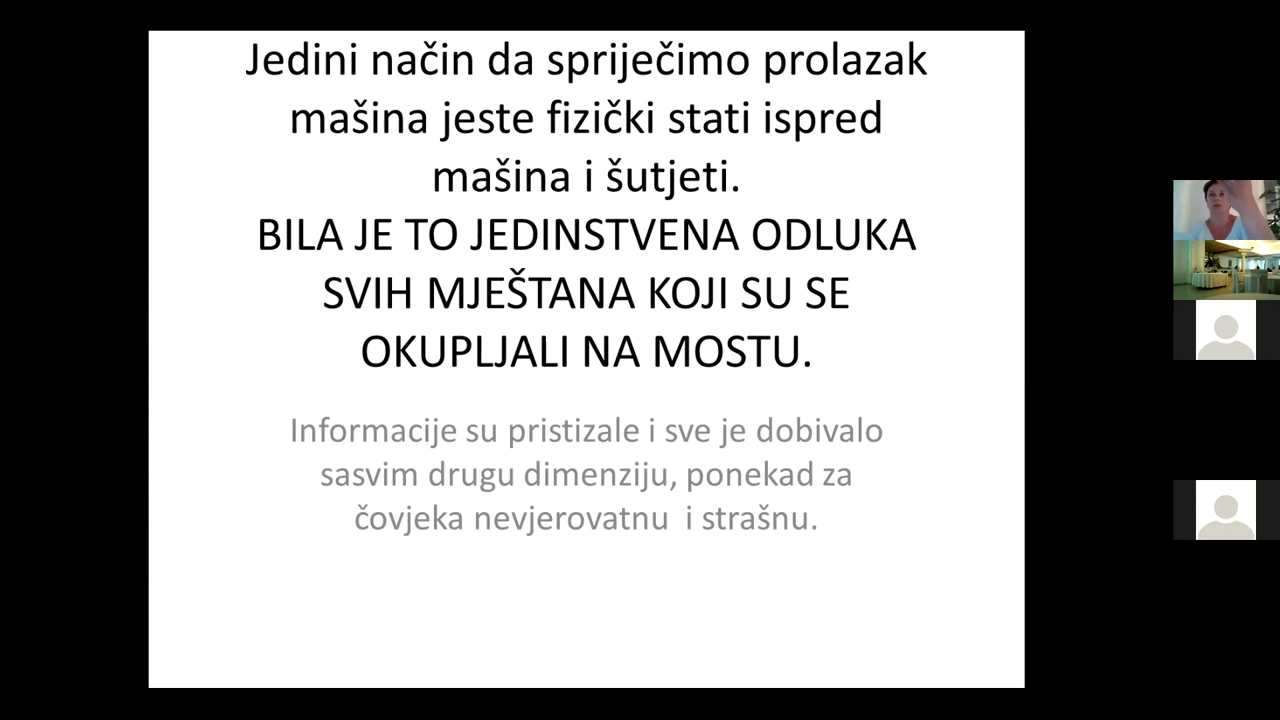 Jedini način da spriječimo prolazak
mašina jeste fizički stati ispred
mašina i šutjeti.
BILA JE TO JEDINSTVENA ODLUKA
SVIH MJEŠTANA KOJI SU SE
OKUPLJALI NA MOSTU.
Informacije su pristizale i sve je dobivalo
sasvim drugu dimenziju, ponekad za
čovjeka nevjerovatnu  i strašnu.